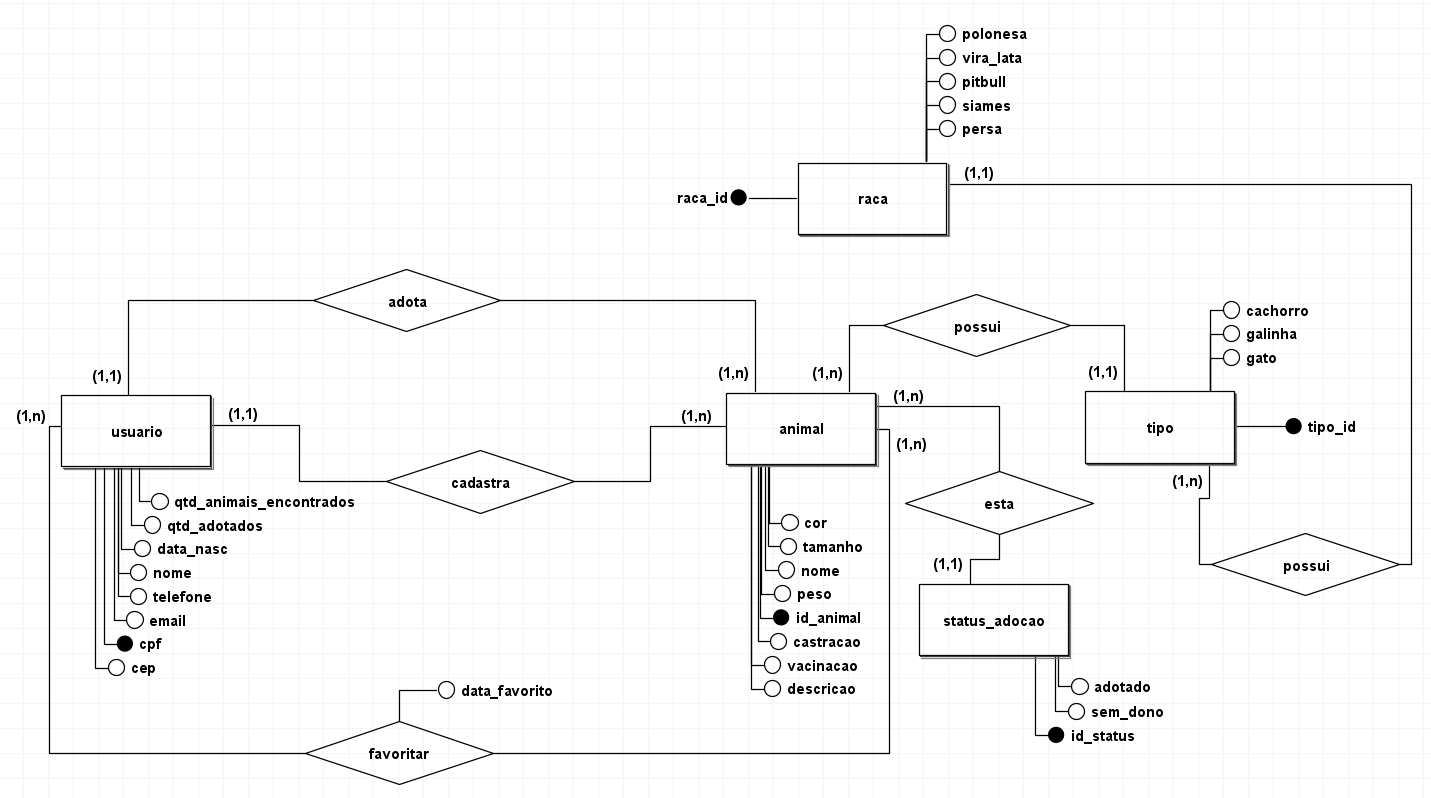 polonesa
vira_lata
pitbull
siames
persa
(1,1)
raca_id
raca
adota
possui
cachorro
galinha
gato
(1,1)
(1,n)
(1,n)
(1,1)
(1,n)
(1,1)
(1,n)
(1,n)
usuario
animal
tipo
tipo_id
(1,n)
cadastra
(1,n)
qtd_animais_encontrados
qtd_adotados
data_nasc
nome
telefone
email
cpf
cep
cor
tamanho
nome
peso
id_animal
castracao
vacinacao
descricao
esta
(1,1)
possui
status_adocao
adotado
sem_dono
id_status
data_favorito
favoritar